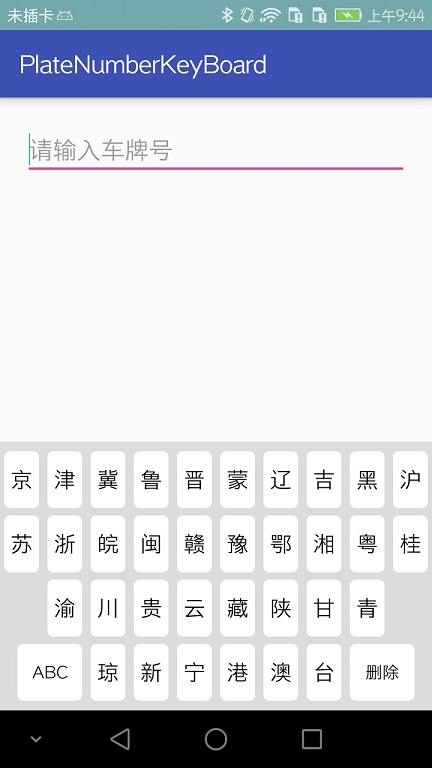 未插卡 上午9:44
PlateNumberKeyBoard
请输入车牌号
京 津 冀 鲁 晋 蒙 辽 吉 黑 沪
苏 浙 皖 闽 赣 豫 鄂 湘 粤 桂
渝 川 贵 云 藏 陕 甘 青
ABC 琼 新 宁 港 澳 台 删除